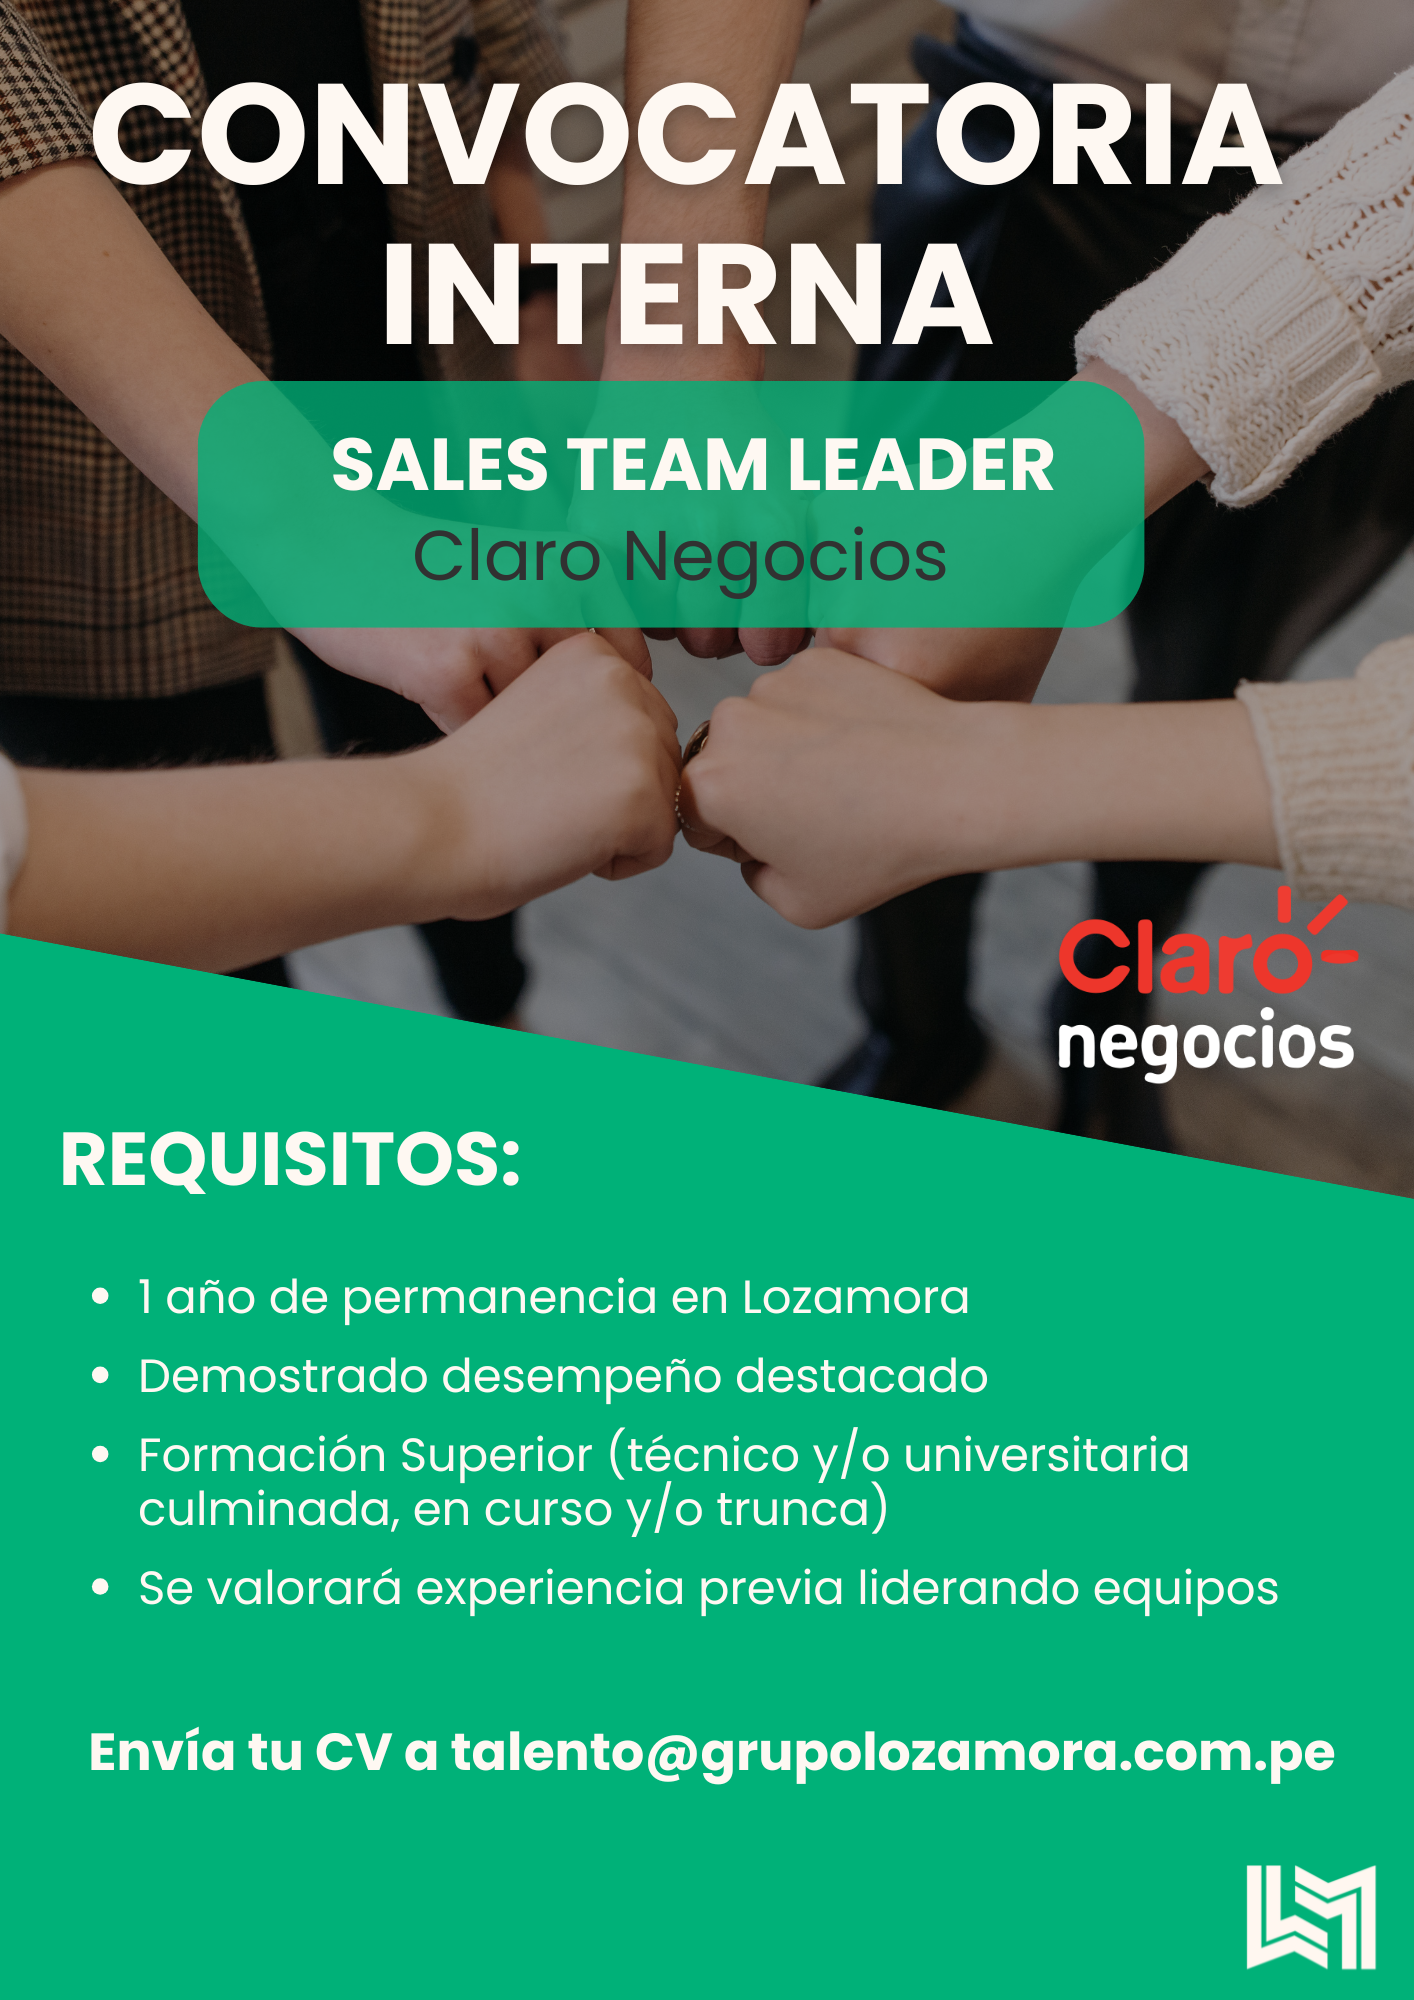 CONVOCATORIA
INTERNA
SALES TEAM LEADER
Claro Negocios
Claro
negocios
REQUISITOS:
• 1 año de permanencia en Lozamora
• Demostrado desempeño destacado
• Formación Superior (técnico y/o universitaria
culminada, en curso y/o trunca)
• Se valorará experiencia previa liderando equipos
Envía tu CV a talento@grupolozamora.com.pe